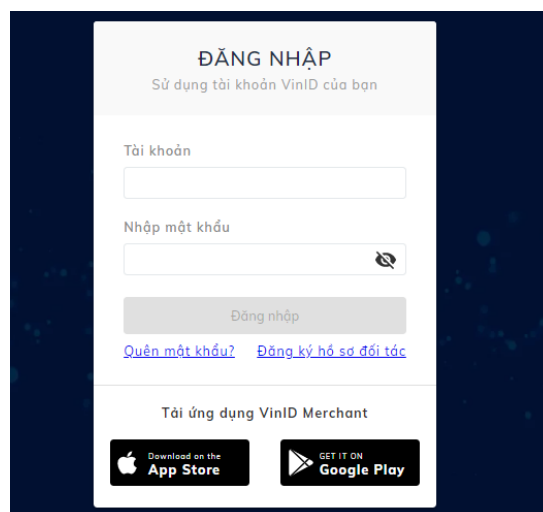 ĐĂNG NHẬP
Sử dụng tài khoản VinID của bạn
Tài khoản
Nhập mật khẩu
Đăng nhập
Quên mật khẩu? Đăng ký hồ sơ đối tác
Tải ứng dụng VinID Merchant
Download on the
App Store
GET IT ON
Google Play